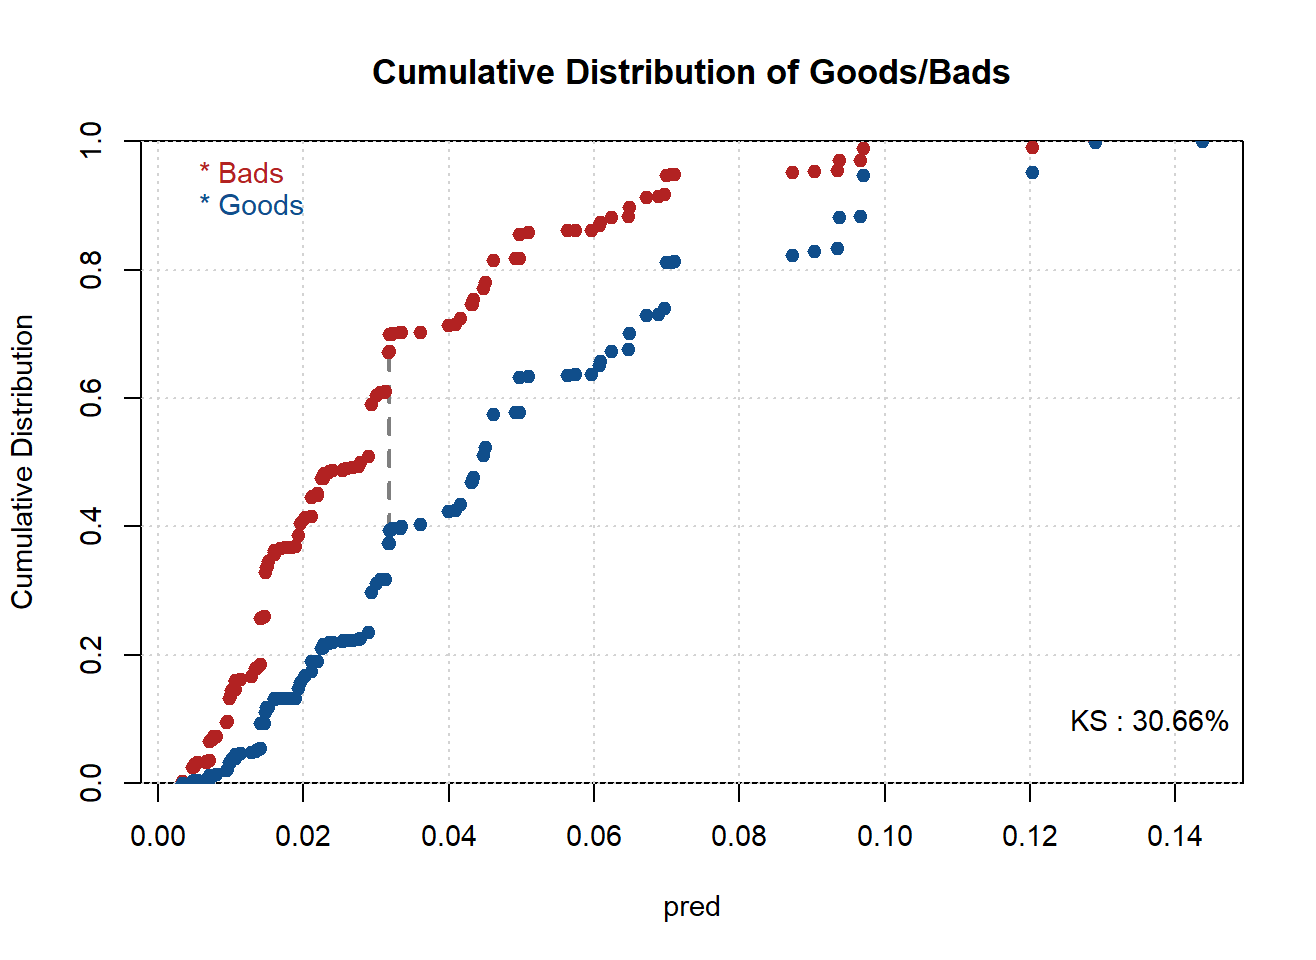 Cumulative Distribution of Goods/Bads
* Bads
* Goods
Cumulative Distribution
1.0
0.8
0.6
0.4
0.2
0.0
KS : 30.66%
0.00 0.02 0.04 0.06 0.08 0.10 0.12 0.14
pred